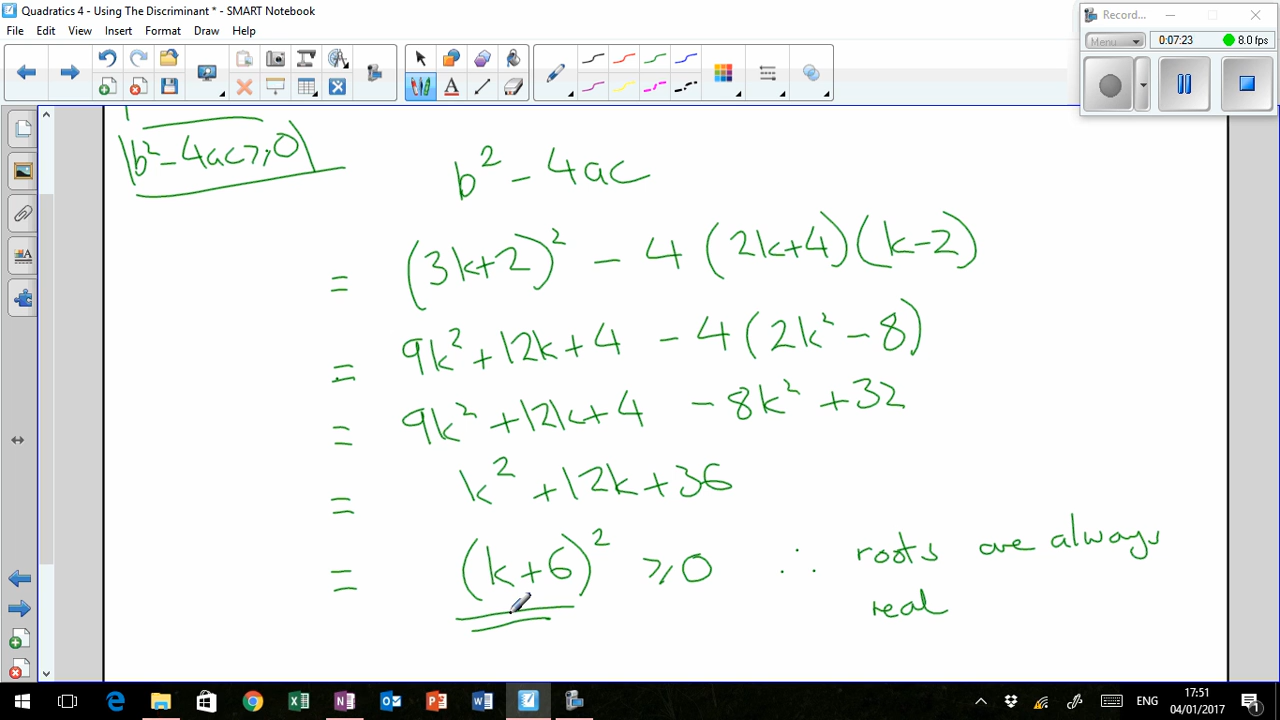 Quadratics 4 - Using The Discriminant * - SMART Notebook
File Edit View Insert Format Draw Help
Record...
Menu 0:07:23 8.0 fps
b² - 4ac ⩾ 0
b² - 4ac
= (3k+2)² - 4(2k+4)(k-2)
= 9k² + 12k + 4 - 4(2k² - 8)
= 9k² + 12k + 4 - 8k² + 32
= k² + 12k + 36
= (k+6)² ⩾ 0 ∴ roots are always
real
ENG
17:51
04/01/2017